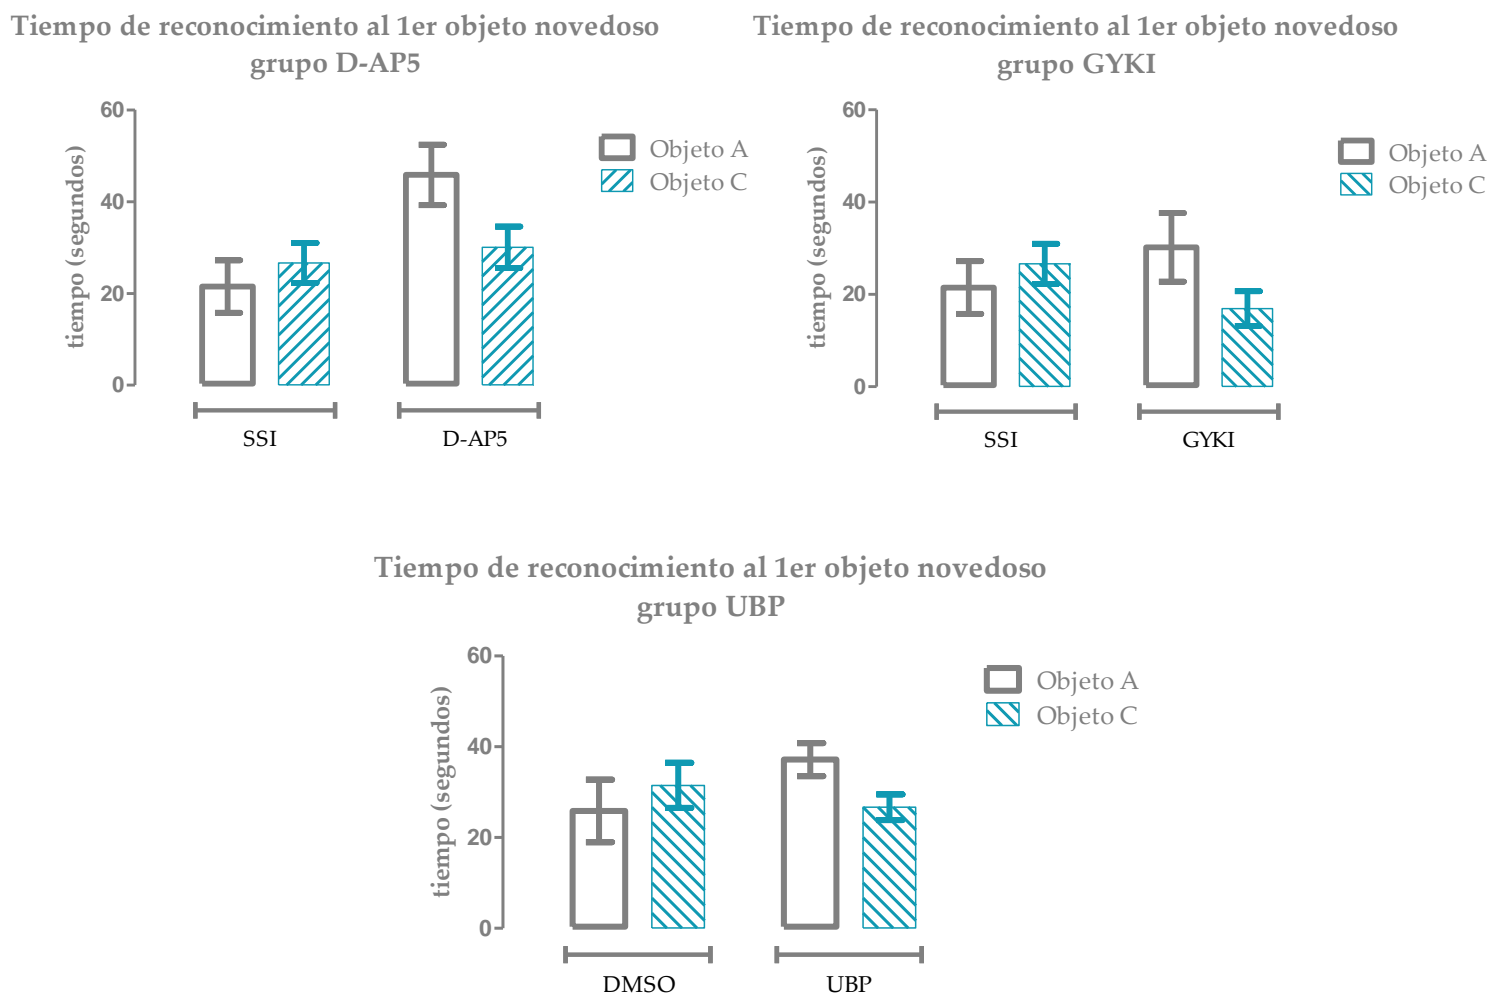 Tiempo de reconocimiento al 1er objeto novedoso
grupo D-AP5
60
40
20
0
tiempo (segundos)
Objeto A
Objeto C
SSI
D-AP5
Tiempo de reconocimiento al 1er objeto novedoso
grupo GYKI
60
40
20
0
tiempo (segundos)
Objeto A
Objeto C
SSI
GYKI
Tiempo de reconocimiento al 1er objeto novedoso
grupo UBP
60
40
20
0
tiempo (segundos)
Objeto A
Objeto C
DMSO
UBP